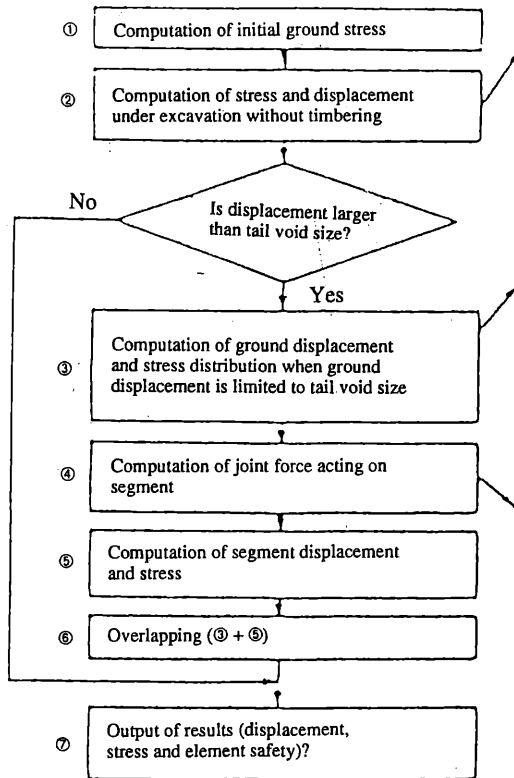 ① Computation of initial ground stress
② Computation of stress and displacement
under excavation without timbering
No
Is displacement larger
than tail void size?
Yes
③ Computation of ground displacement
and stress distribution when ground
displacement is limited to tail void size
④ Computation of joint force acting on
segment
⑤ Computation of segment displacement
and stress
⑥ Overlapping (③ + ⑤)
⑦ Output of results (displacement,
stress and element safety)?